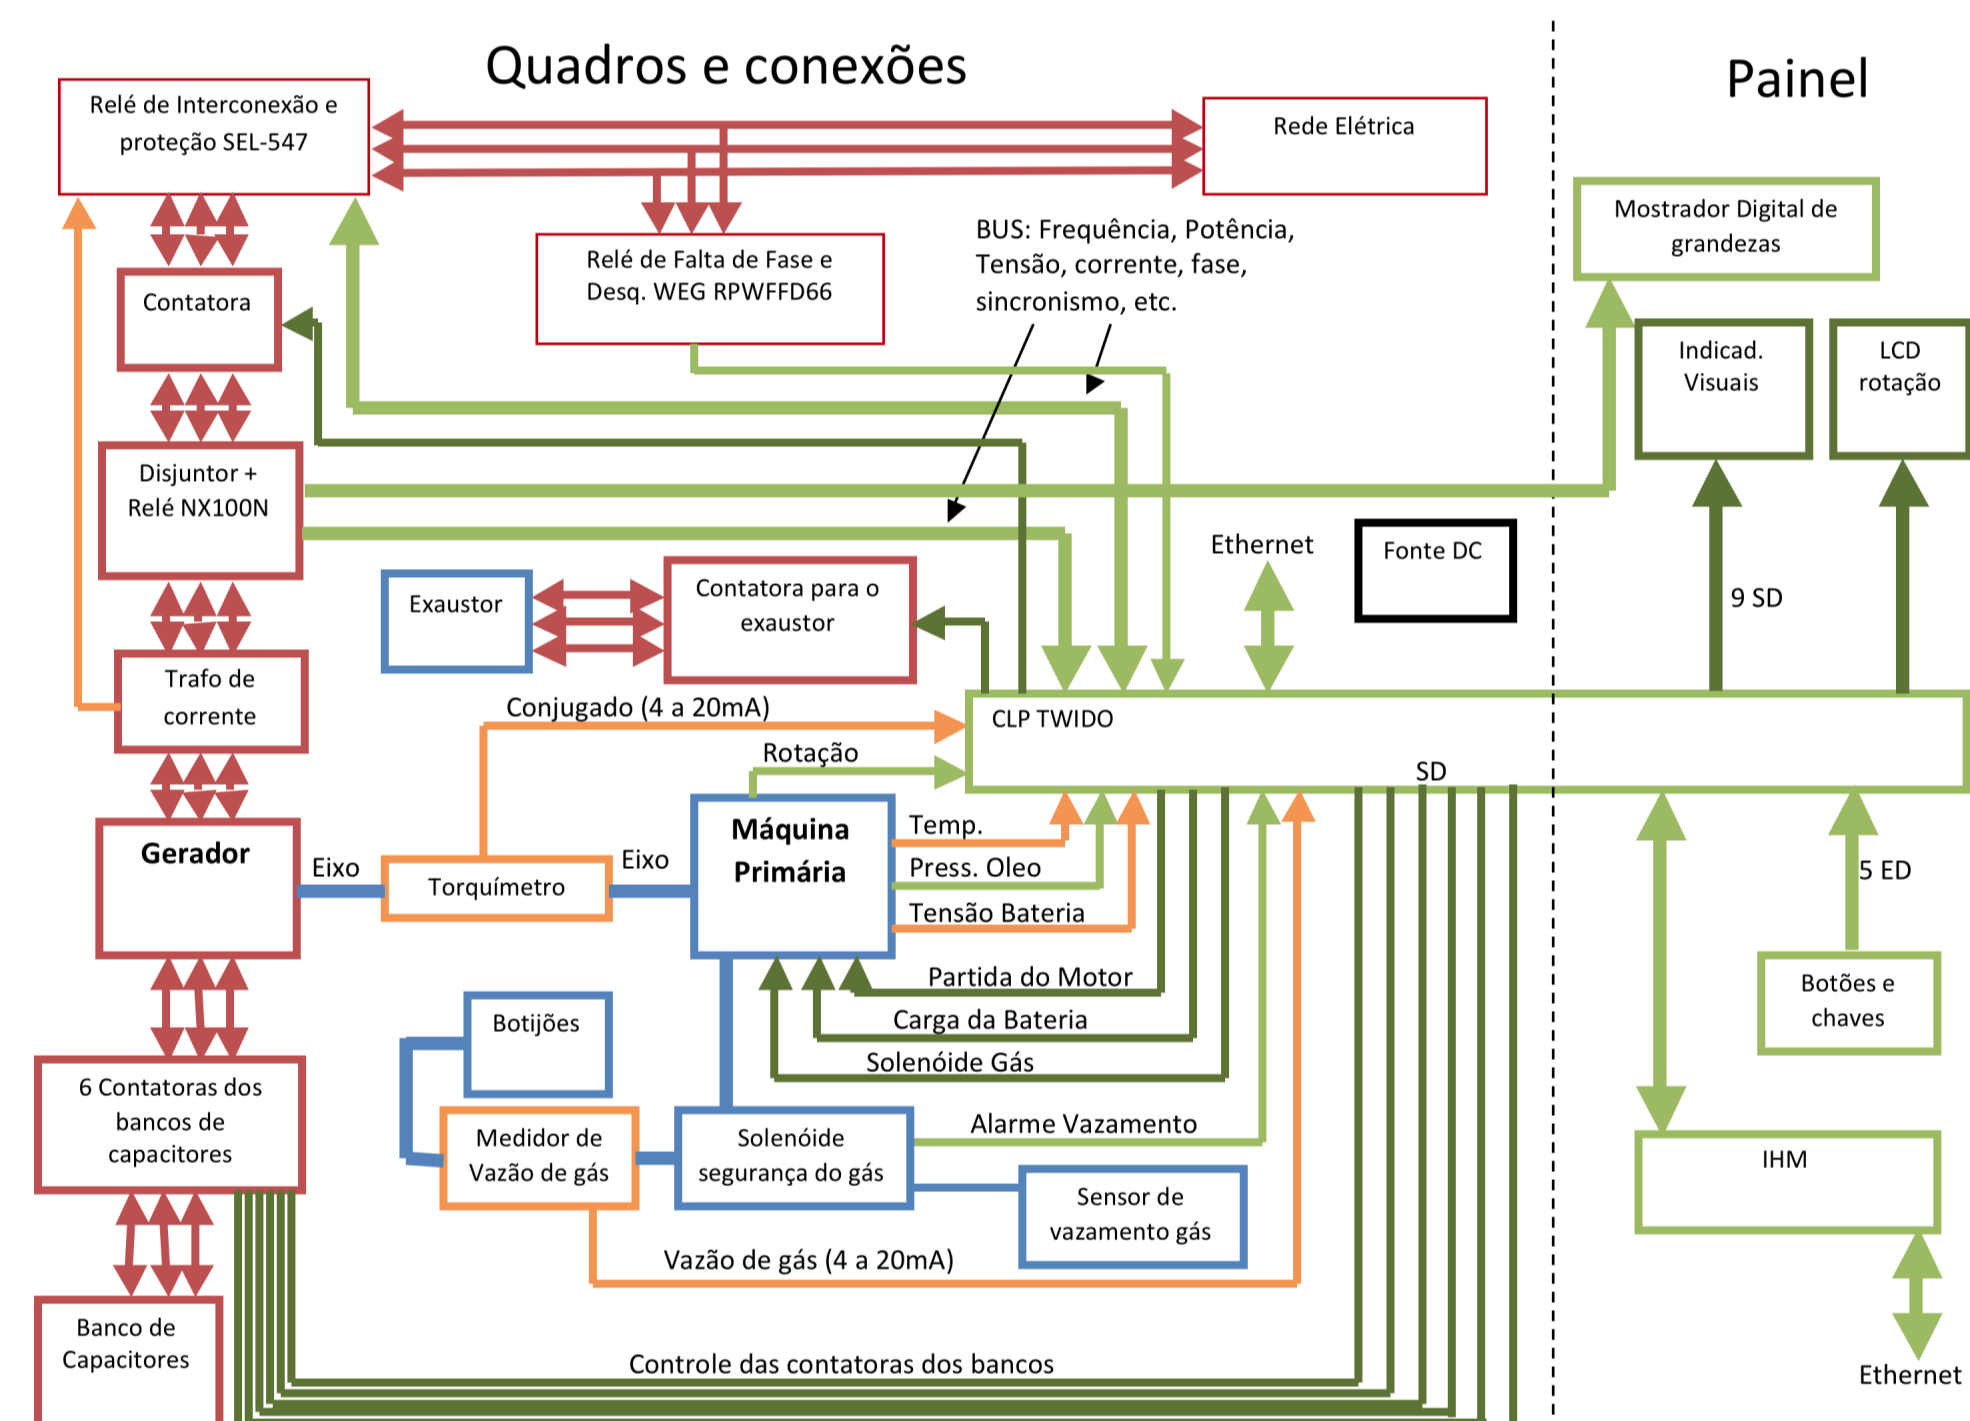 Quadros e conexões
Painel
Relé de Interconexão e
proteção SEL-547
Rede Elétrica
Relé de Falta de Fase e
Desq. WEG RPWFFD66
BUS: Frequência, Potência,
Tensão, corrente, fase,
sincronismo, etc.
Mostrador Digital de
grandezas
Contatora
Indicad.
Visuais
LCD
rotação
Disjuntor +
Relé NX100N
Ethernet
Fonte DC
Exaustor
Contatora para o
exaustor
9 SD
Trafo de
corrente
Conjugado (4 a 20mA)
CLP TWIDO
Rotação
SD
Gerador
Eixo
Torquímetro
Eixo
Máquina
Primária
Temp.
Press. Oleo
Tensão Bateria
5 ED
Partida do Motor
Carga da Bateria
Solenóide Gás
Botões e
chaves
Botijões
6 Contatoras dos
bancos de
capacitores
Medidor de
Vazão de gás
Solenóide
segurança do gás
Alarme Vazamento
Sensor de
vazamento gás
IHM
Vazão de gás (4 a 20mA)
Banco de
Capacitores
Controle das contatoras dos bancos
Ethernet